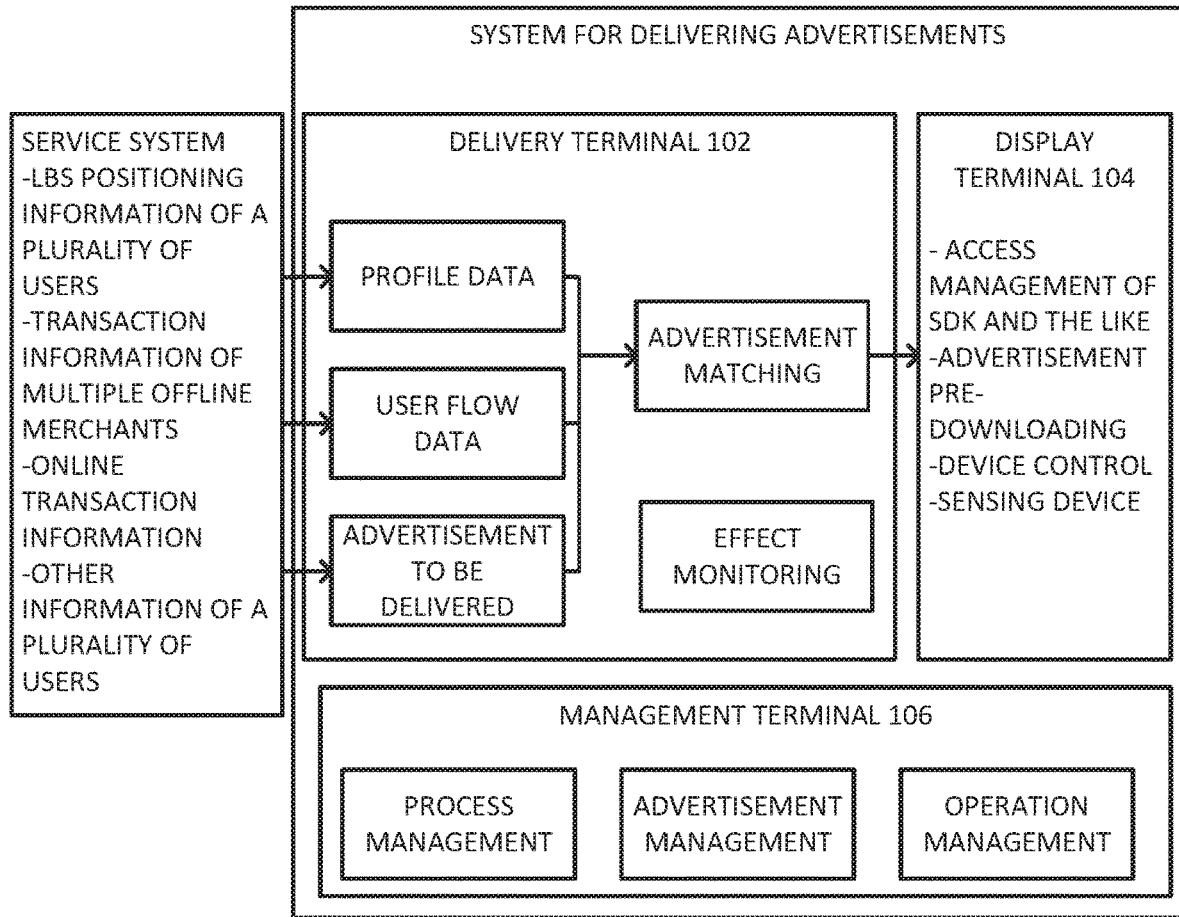 SYSTEM FOR DELIVERING ADVERTISEMENTS
SERVICE SYSTEM
-LBS POSITIONING
INFORMATION OF A
PLURALITY OF
USERS
-TRANSACTION
INFORMATION OF
MULTIPLE OFFLINE
MERCHANTS
-ONLINE
TRANSACTION
INFORMATION
-OTHER
INFORMATION OF A
PLURALITY OF
USERS
DELIVERY TERMINAL 102
PROFILE DATA
USER FLOW
DATA
ADVERTISEMENT
TO BE
DELIVERED
ADVERTISEMENT
MATCHING
EFFECT
MONITORING
DISPLAY
TERMINAL 104
- ACCESS
MANAGEMENT OF
SDK AND THE LIKE
-ADVERTISEMENT
PRE-
DOWNLOADING
-DEVICE CONTROL
-SENSING DEVICE
MANAGEMENT TERMINAL 106
PROCESS
MANAGEMENT
ADVERTISEMENT
MANAGEMENT
OPERATION
MANAGEMENT